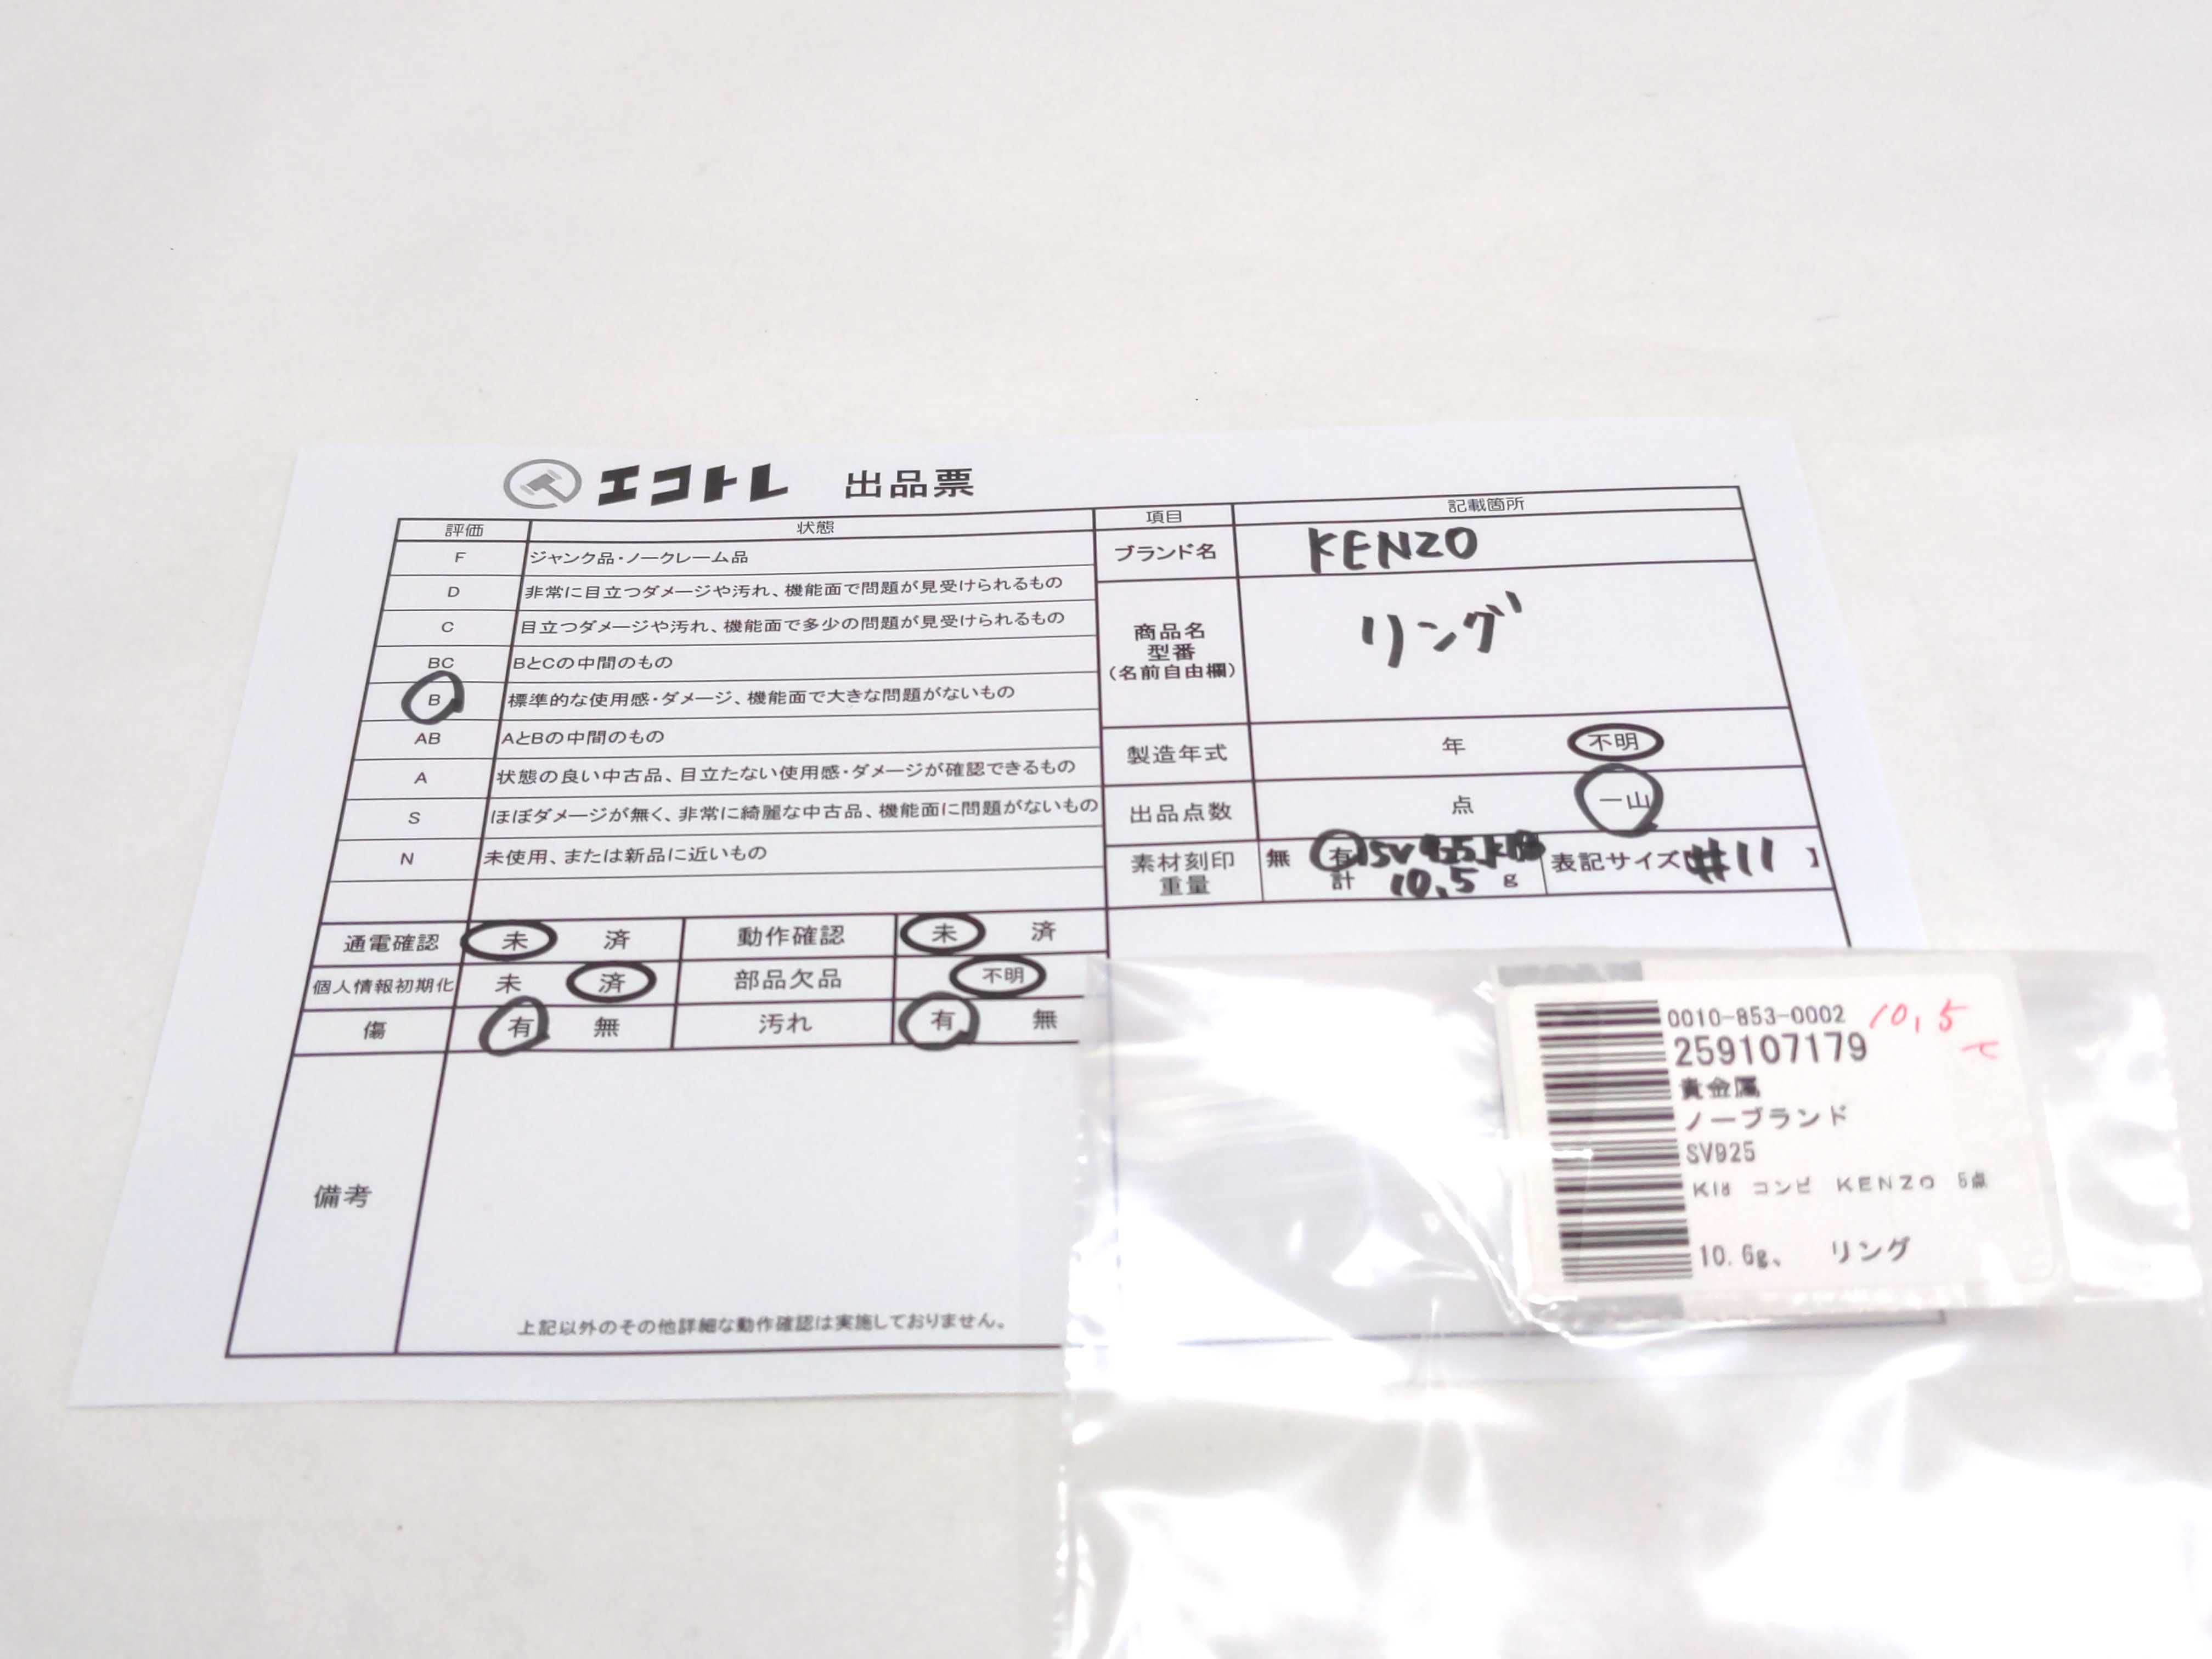 エコトレ 出品票
評価 状態 項目 記載箇所
F ジャンク品・ノークレーム品
D 非常に目立つダメージや汚れ、機能面で問題が見受けられるもの
C 目立つダメージや汚れ、機能面で多少の問題が見受けられるもの
BC BとCの中間のもの
B 標準的な使用感・ダメージ、機能面で大きな問題がないもの
AB AとBの中間のもの
A 状態の良い中古品、目立たない使用感・ダメージが確認できるもの
S ほぼダメージが無く、非常に綺麗な中古品、機能面に問題がないもの
N 未使用、または新品に近いもの
ブランド名 KENZO
商品名
型番
(名前自由欄)
リング
製造年式 年 不明
出品点数 点 一山
素材刻印 無 有 SV 925 K18
重量 計 10.5 g
表記サイズ #11 】
通電確認 未 済 動作確認 未 済
個人情報初期化 未 済 部品欠品 不明
傷 有 無 汚れ 有 無
備考
上記以外のその他詳細な動作確認は実施しておりません。
0010-853-0002 10,5
259107179
貴金属
ノーブランド
SV925
K18 コンビ KENZO 5点
10.6g、 リング